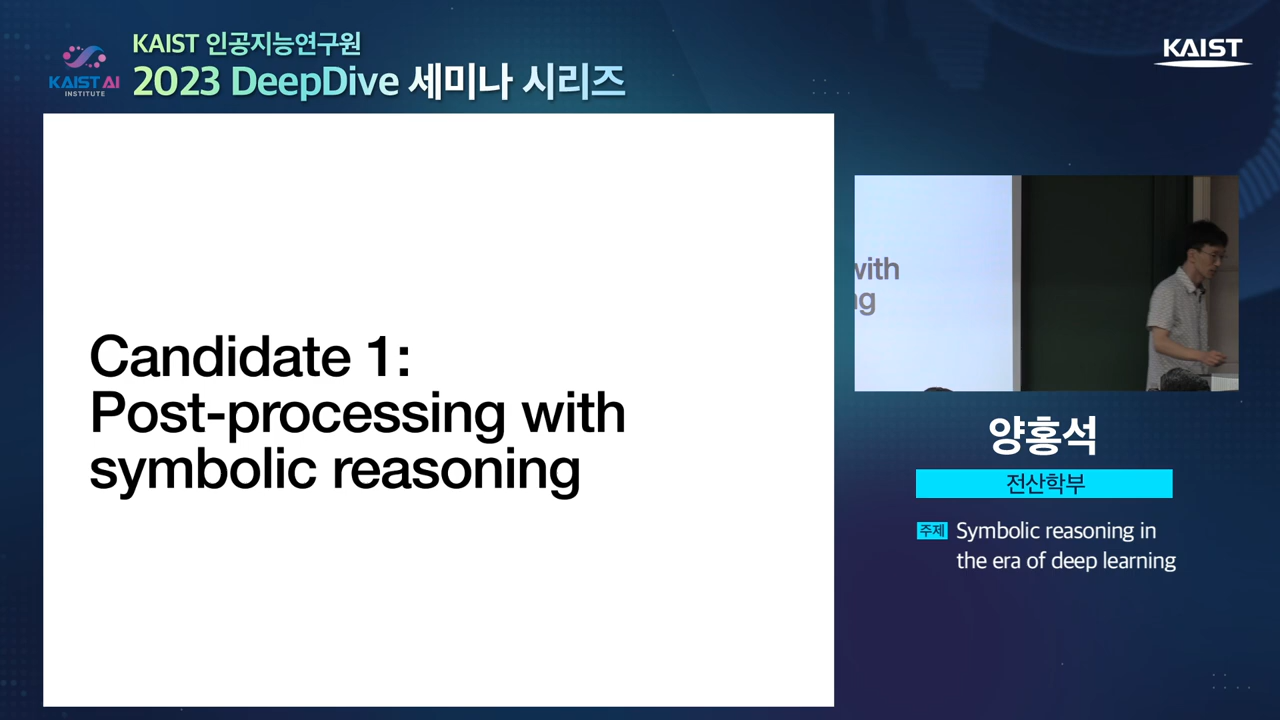 KAIST 인공지능연구원
KAIST AI
INSTITUTE
2023 DeepDive 세미나 시리즈
KAIST
Candidate 1:
Post-processing with
symbolic reasoning
with
ng
양홍석
전산학부
주제 Symbolic reasoning in
the era of deep learning